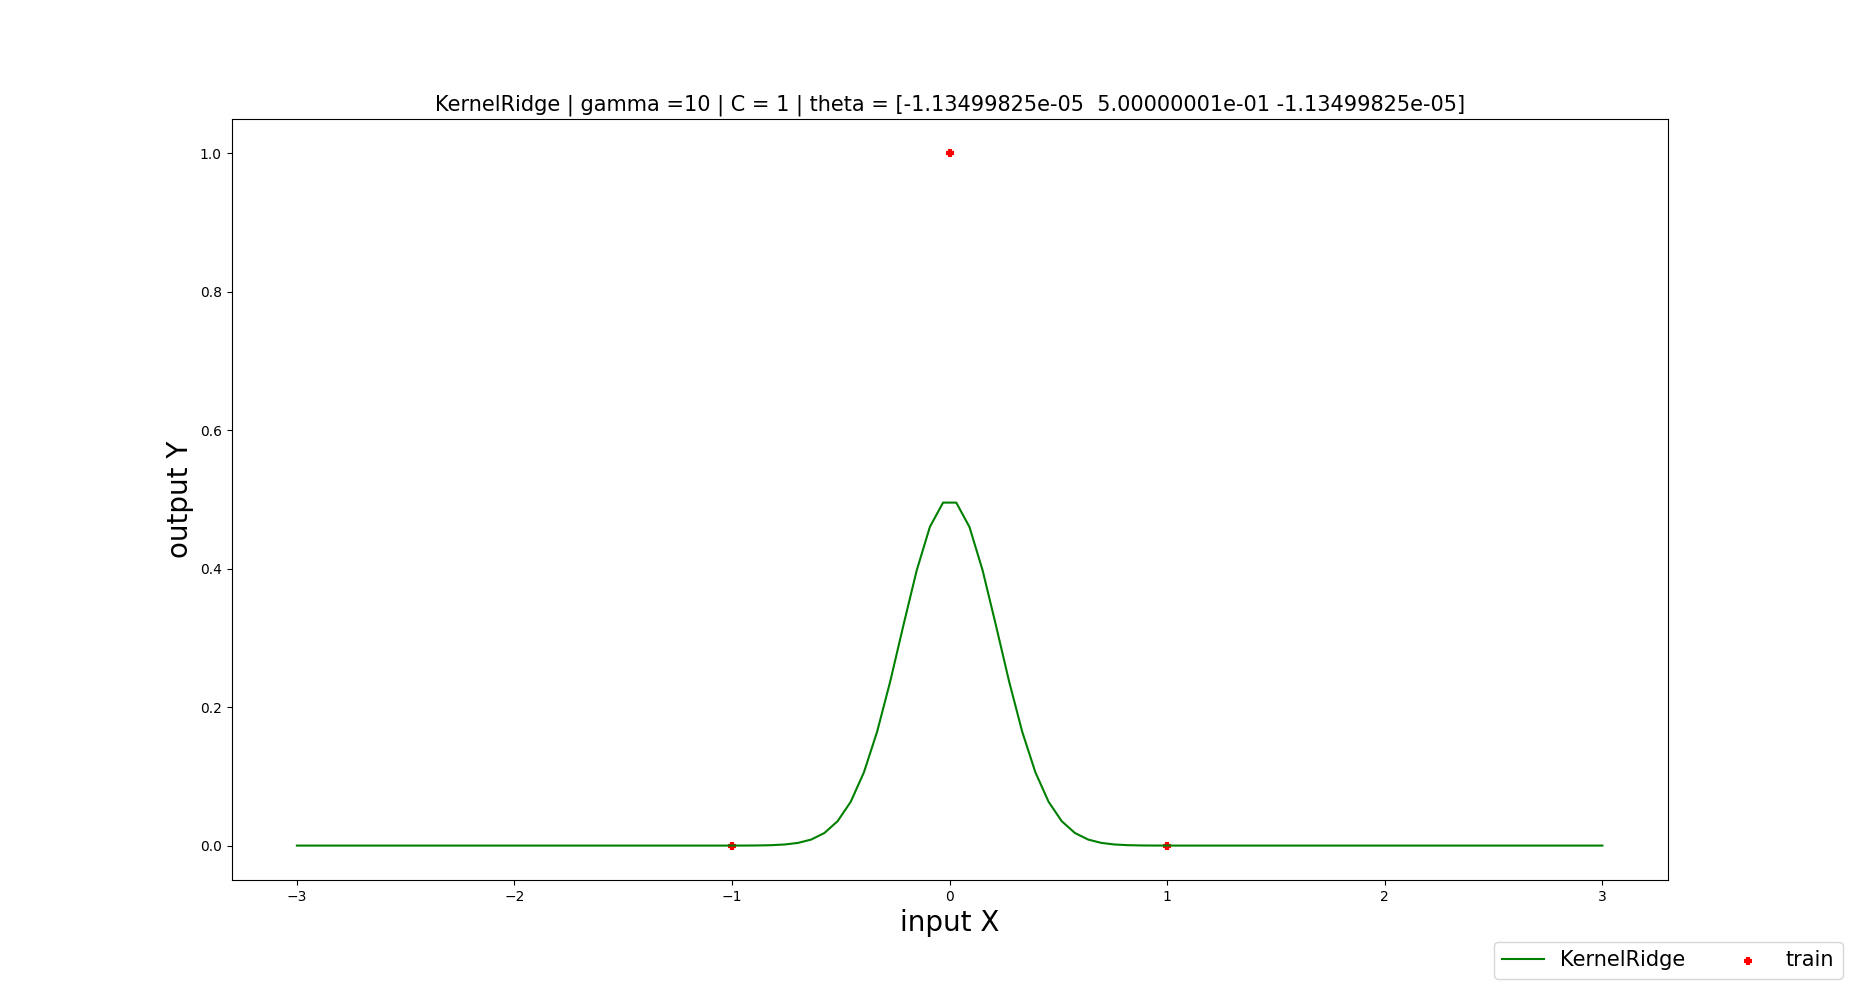 KernelRidge | gamma =10 | C = 1 | theta = [-1.13499825e-05  5.00000001e-01 -1.13499825e-05]
1.0
0.8
0.6
0.4
0.2
0.0
output Y
−3
−2
−1
0
1
2
3
input X
KernelRidge
train